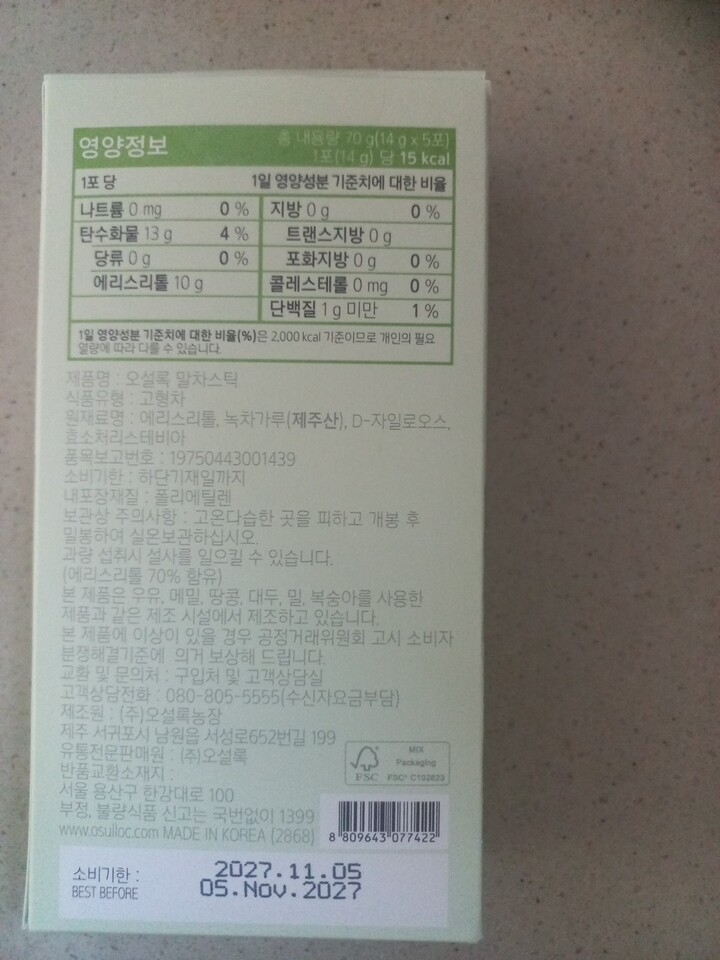 영양정보
총 내용량 70 g(14 g x 5포)
1포(14 g) 당 15 kcal
1포 당 1일 영양성분 기준치에 대한 비율
나트륨 0 mg 0 % 지방 0 g 0 %
탄수화물 13 g 4 % 트랜스지방 0 g
당류 0 g 0 % 포화지방 0 g 0 %
에리스리톨 10 g 콜레스테롤 0 mg 0 %
단백질 1 g 미만 1 %
1일 영양성분 기준치에 대한 비율(%)은 2,000 kcal 기준이므로 개인의 필요
열량에 따라 다를 수 있습니다.
제품명 : 오설록 말차스틱
식품유형 : 고형차
원재료명 : 에리스리톨, 녹차가루(제주산), D-자일로오스,
효소처리스테비아
품목보고번호 : 19750443001439
소비기한 : 하단기재일까지
내포장재질 : 폴리에틸렌
보관상 주의사항 : 고온다습한 곳을 피하고 개봉 후
밀봉하여 실온보관하십시오.
과량 섭취시 설사를 일으킬 수 있습니다.
(에리스리톨 70% 함유)
본 제품은 우유, 메밀, 땅콩, 대두, 밀, 복숭아를 사용한
제품과 같은 제조 시설에서 제조하고 있습니다.
본 제품에 이상이 있을 경우 공정거래위원회 고시 소비자
분쟁해결기준에 의거 보상해 드립니다.
교환 및 문의처 : 구입처 및 고객상담실
고객상담전화 : 080-805-5555(수신자요금부담)
제조원 : (주)오설록농장
제주 서귀포시 남원읍 서성로652번길 199
유통전문판매원 : (주)오설록
반품교환소재지 :
서울 용산구 한강대로 100
부정, 불량식품 신고는 국번없이 1399
www.osulloc.com MADE IN KOREA (2868)
FSC
MIX
Packaging
FSC® C102823
8 809643 077422
소비기한 : 2027.11.05
BEST BEFORE 05.Nov.2027